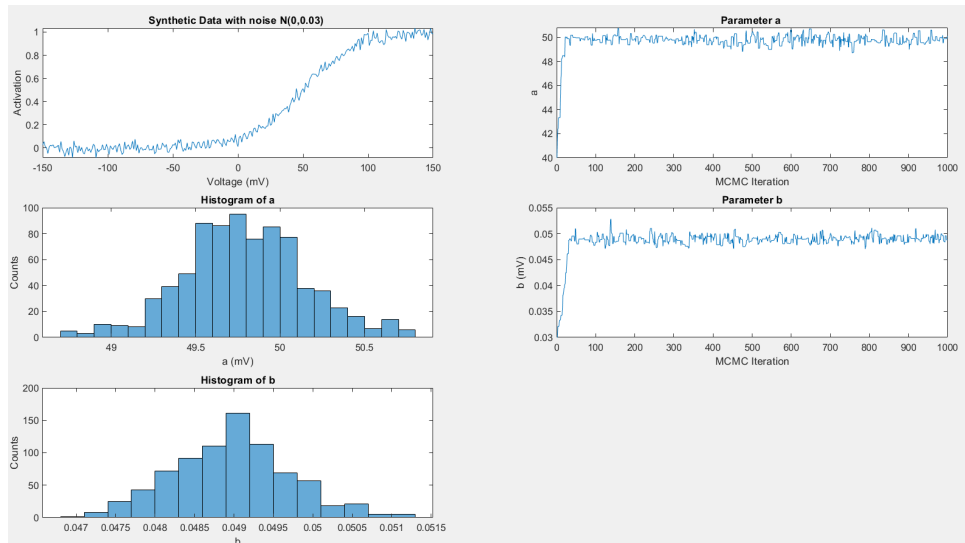 Synthetic Data with noise N(0,0.03)
1
0.8
0.6
0.4
0.2
0
Activation
-150 -100 -50 0 50 100 150
Voltage (mV)
Parameter a
50
48
46
44
42
40
a
0 100 200 300 400 500 600 700 800 900 1000
MCMC Iteration
Histogram of a
100
80
60
40
20
0
Counts
49 49.5 50 50.5
a (mV)
Parameter b
0.055
0.05
0.045
0.04
0.035
0.03
b (mV)
0 100 200 300 400 500 600 700 800 900 1000
MCMC Iteration
Histogram of b
200
150
100
50
0
Counts
0.047 0.0475 0.048 0.0485 0.049 0.0495 0.05 0.0505 0.051 0.0515
b